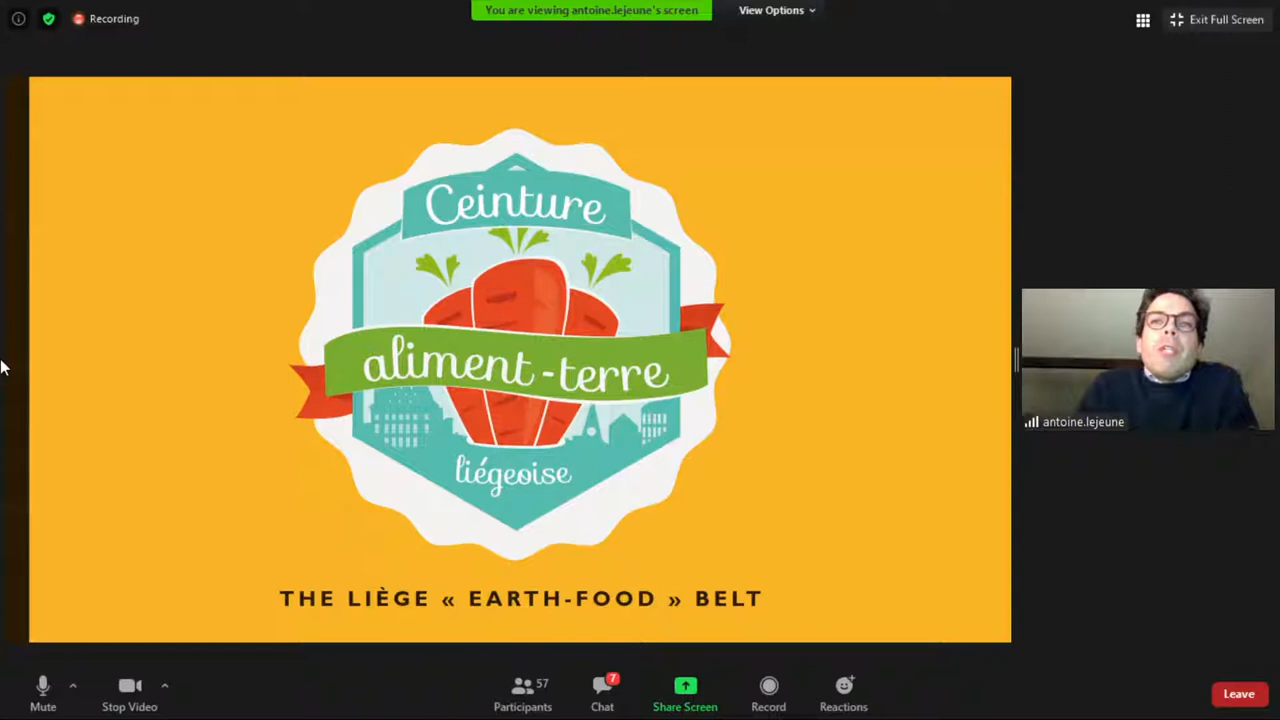 Recording
You are viewing antoine.lejeune's screen
View Options
Exit Full Screen
Ceinture
aliment-terre
liégeoise
THE LIÈGE « EARTH-FOOD » BELT
antoine.lejeune
Mute
Stop Video
57
Participants
7
Chat
Share Screen
Record
Reactions
Leave